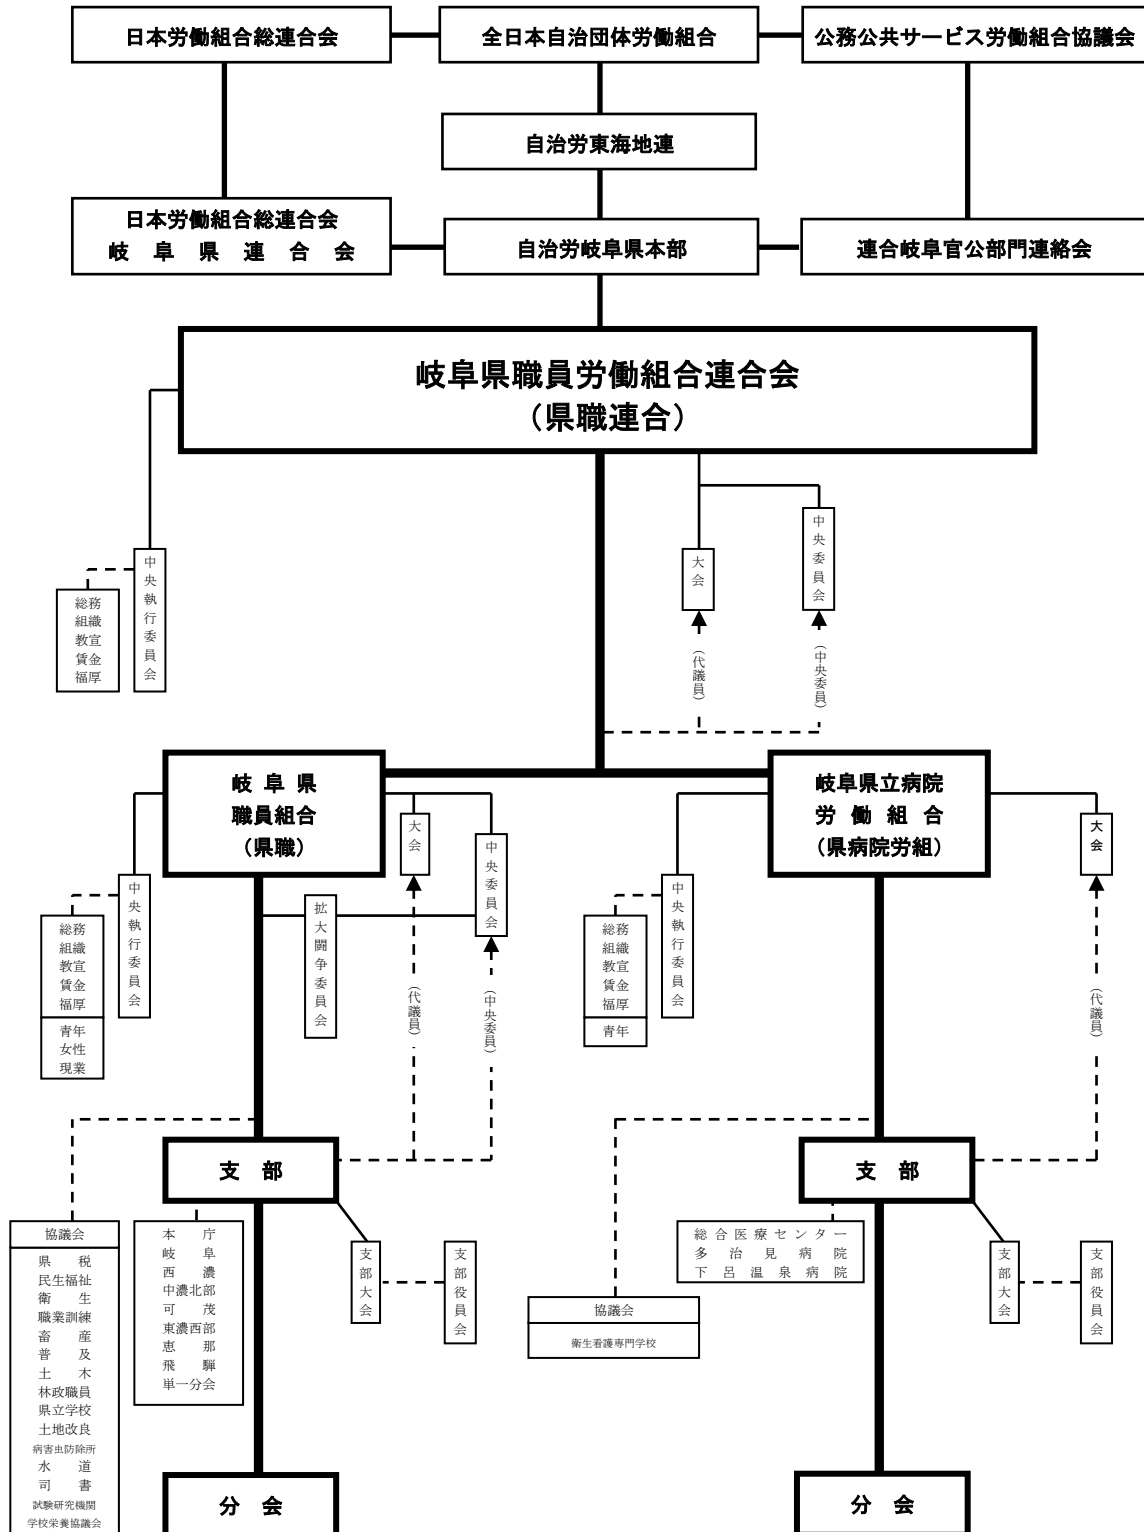 日本労働組合総連合会
全日本自治団体労働組合
公務公共サービス労働組合協議会
自治労東海地連
日本労働組合総連合会
岐阜県連合会
自治労岐阜県本部
連合岐阜官公部門連絡会
岐阜県職員労働組合連合会
（県職連合）
中央執行委員会
総務
組織
教宣
賃金
福厚
大会
中央委員会
（代議員）
（中央委員）
岐阜県
職員組合
（県職）
大会
中央委員会
中央執行委員会
総務
組織
教宣
賃金
福厚
青年
女性
現業
拡大闘争委員会
（代議員）
（中央委員）
岐阜県立病院
労働組合
（県病院労組）
大会
中央執行委員会
総務
組織
教宣
賃金
福厚
青年
（代議員）
支部
協議会
県税
民生福祉
衛生
職業訓練
畜産
普及
土木
林政職員
県立学校
土地改良
病害虫防除所
水道
司書
試験研究機関
学校栄養協議会
本庁
岐阜
西濃
中濃北部
可茂
東濃西部
恵那
飛騨
単一分会
支部大会
支部役員会
分会
支部
総合医療センター
多治見病院
下呂温泉病院
協議会
衛生看護専門学校
支部大会
支部役員会
分会